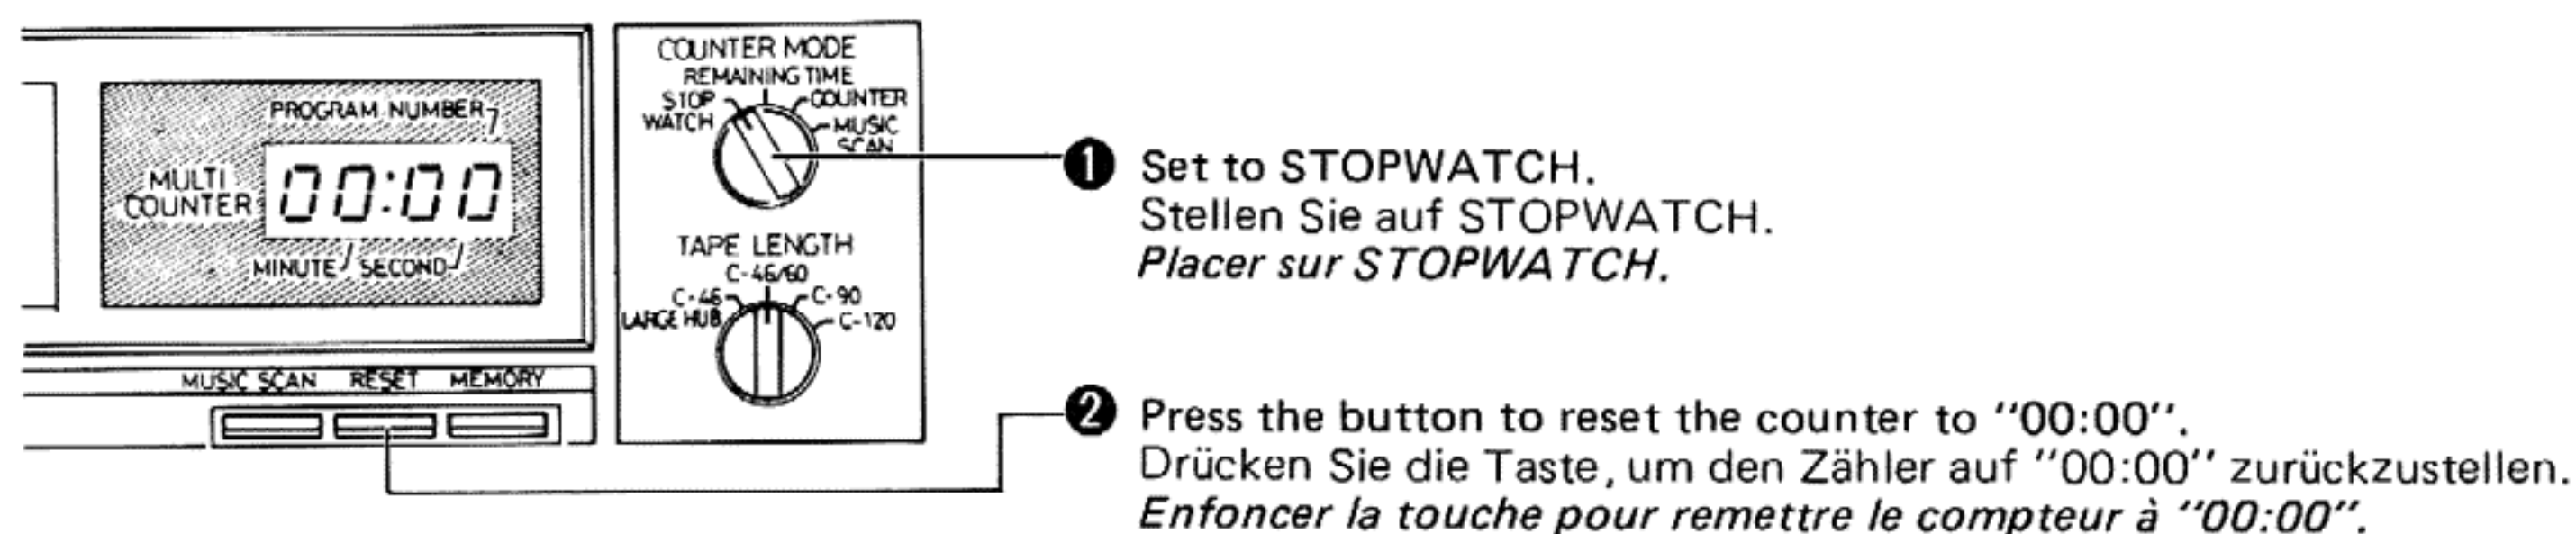 COUNTER MODE
REMAINING TIME
STOP
WATCH
COUNTER
MUSIC
SCAN
PROGRAM NUMBER
MULTI
COUNTER
00:00
MINUTE
SECOND
TAPE LENGTH
C-46/60
C-46
LARGE HUB
C-90
C-120
MUSIC SCAN RESET MEMORY
1 Set to STOPWATCH.
Stellen Sie auf STOPWATCH.
Placer sur STOPWATCH.
2 Press the button to reset the counter to ''00:00''.
Drücken Sie die Taste, um den Zähler auf ''00:00'' zurückzustellen.
Enfoncer la touche pour remettre le compteur à ''00:00''.